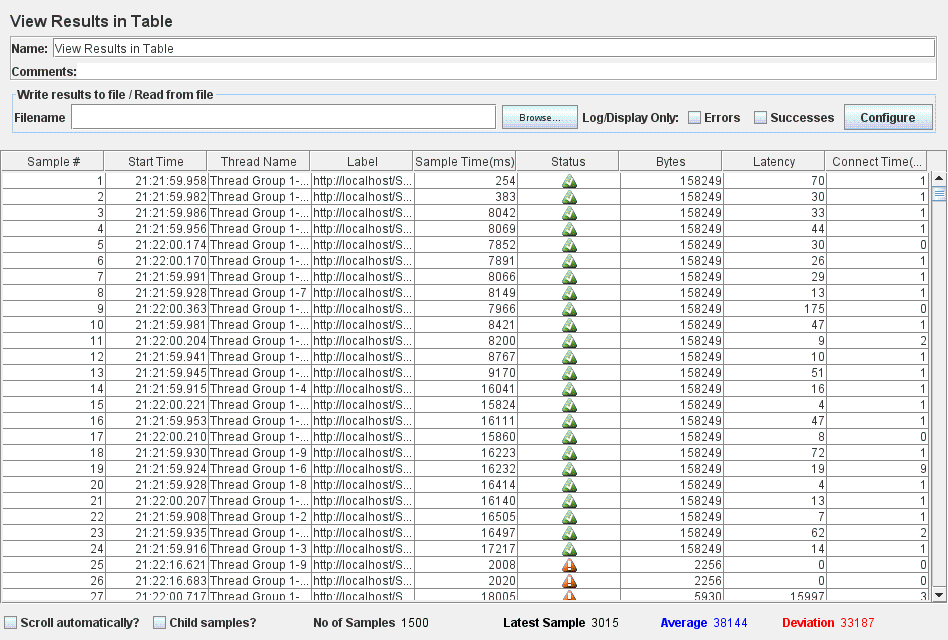 View Results in Table
Name: View Results in Table
Comments:
Write results to file / Read from file
Filename Browse... Log/Display Only: Errors Successes Configure
Sample # Start Time Thread Name Label Sample Time(ms) Status Bytes Latency Connect Time(...
1 21:21:59.958 Thread Group 1-... http://localhost/S... 254 158249 70 1
2 21:21:59.982 Thread Group 1-... http://localhost/S... 383 158249 30 1
3 21:21:59.986 Thread Group 1-... http://localhost/S... 8042 158249 33 1
4 21:21:59.956 Thread Group 1-... http://localhost/S... 8069 158249 44 1
5 21:22:00.174 Thread Group 1-... http://localhost/S... 7852 158249 30 0
6 21:22:00.170 Thread Group 1-... http://localhost/S... 7891 158249 26 1
7 21:21:59.991 Thread Group 1-... http://localhost/S... 8066 158249 29 1
8 21:21:59.928 Thread Group 1-7 http://localhost/S... 8149 158249 13 1
9 21:22:00.363 Thread Group 1-... http://localhost/S... 7966 158249 175 0
10 21:21:59.981 Thread Group 1-... http://localhost/S... 8421 158249 47 1
11 21:22:00.204 Thread Group 1-... http://localhost/S... 8200 158249 9 2
12 21:21:59.941 Thread Group 1-... http://localhost/S... 8767 158249 10 1
13 21:21:59.945 Thread Group 1-... http://localhost/S... 9170 158249 51 1
14 21:21:59.915 Thread Group 1-4 http://localhost/S... 16041 158249 16 1
15 21:22:00.221 Thread Group 1-... http://localhost/S... 15824 158249 4 1
16 21:21:59.953 Thread Group 1-... http://localhost/S... 16111 158249 47 1
17 21:22:00.210 Thread Group 1-... http://localhost/S... 15860 158249 8 0
18 21:21:59.930 Thread Group 1-9 http://localhost/S... 16223 158249 72 1
19 21:21:59.924 Thread Group 1-6 http://localhost/S... 16232 158249 19 9
20 21:21:59.928 Thread Group 1-8 http://localhost/S... 16414 158249 4 1
21 21:22:00.207 Thread Group 1-... http://localhost/S... 16140 158249 13 1
22 21:21:59.908 Thread Group 1-2 http://localhost/S... 16505 158249 7 1
23 21:21:59.935 Thread Group 1-... http://localhost/S... 16497 158249 62 2
24 21:21:59.916 Thread Group 1-3 http://localhost/S... 17217 158249 14 1
25 21:22:16.621 Thread Group 1-9 http://localhost/S... 2008 2256 0 0
26 21:22:16.683 Thread Group 1-... http://localhost/S... 2020 2256 0 0
27 21:22:00.717 Thread Group 1-... http://localhost/S... 18005 5930 15997 3
Scroll automatically? Child samples? No of Samples 1500 Latest Sample 3015 Average 38144 Deviation 33187